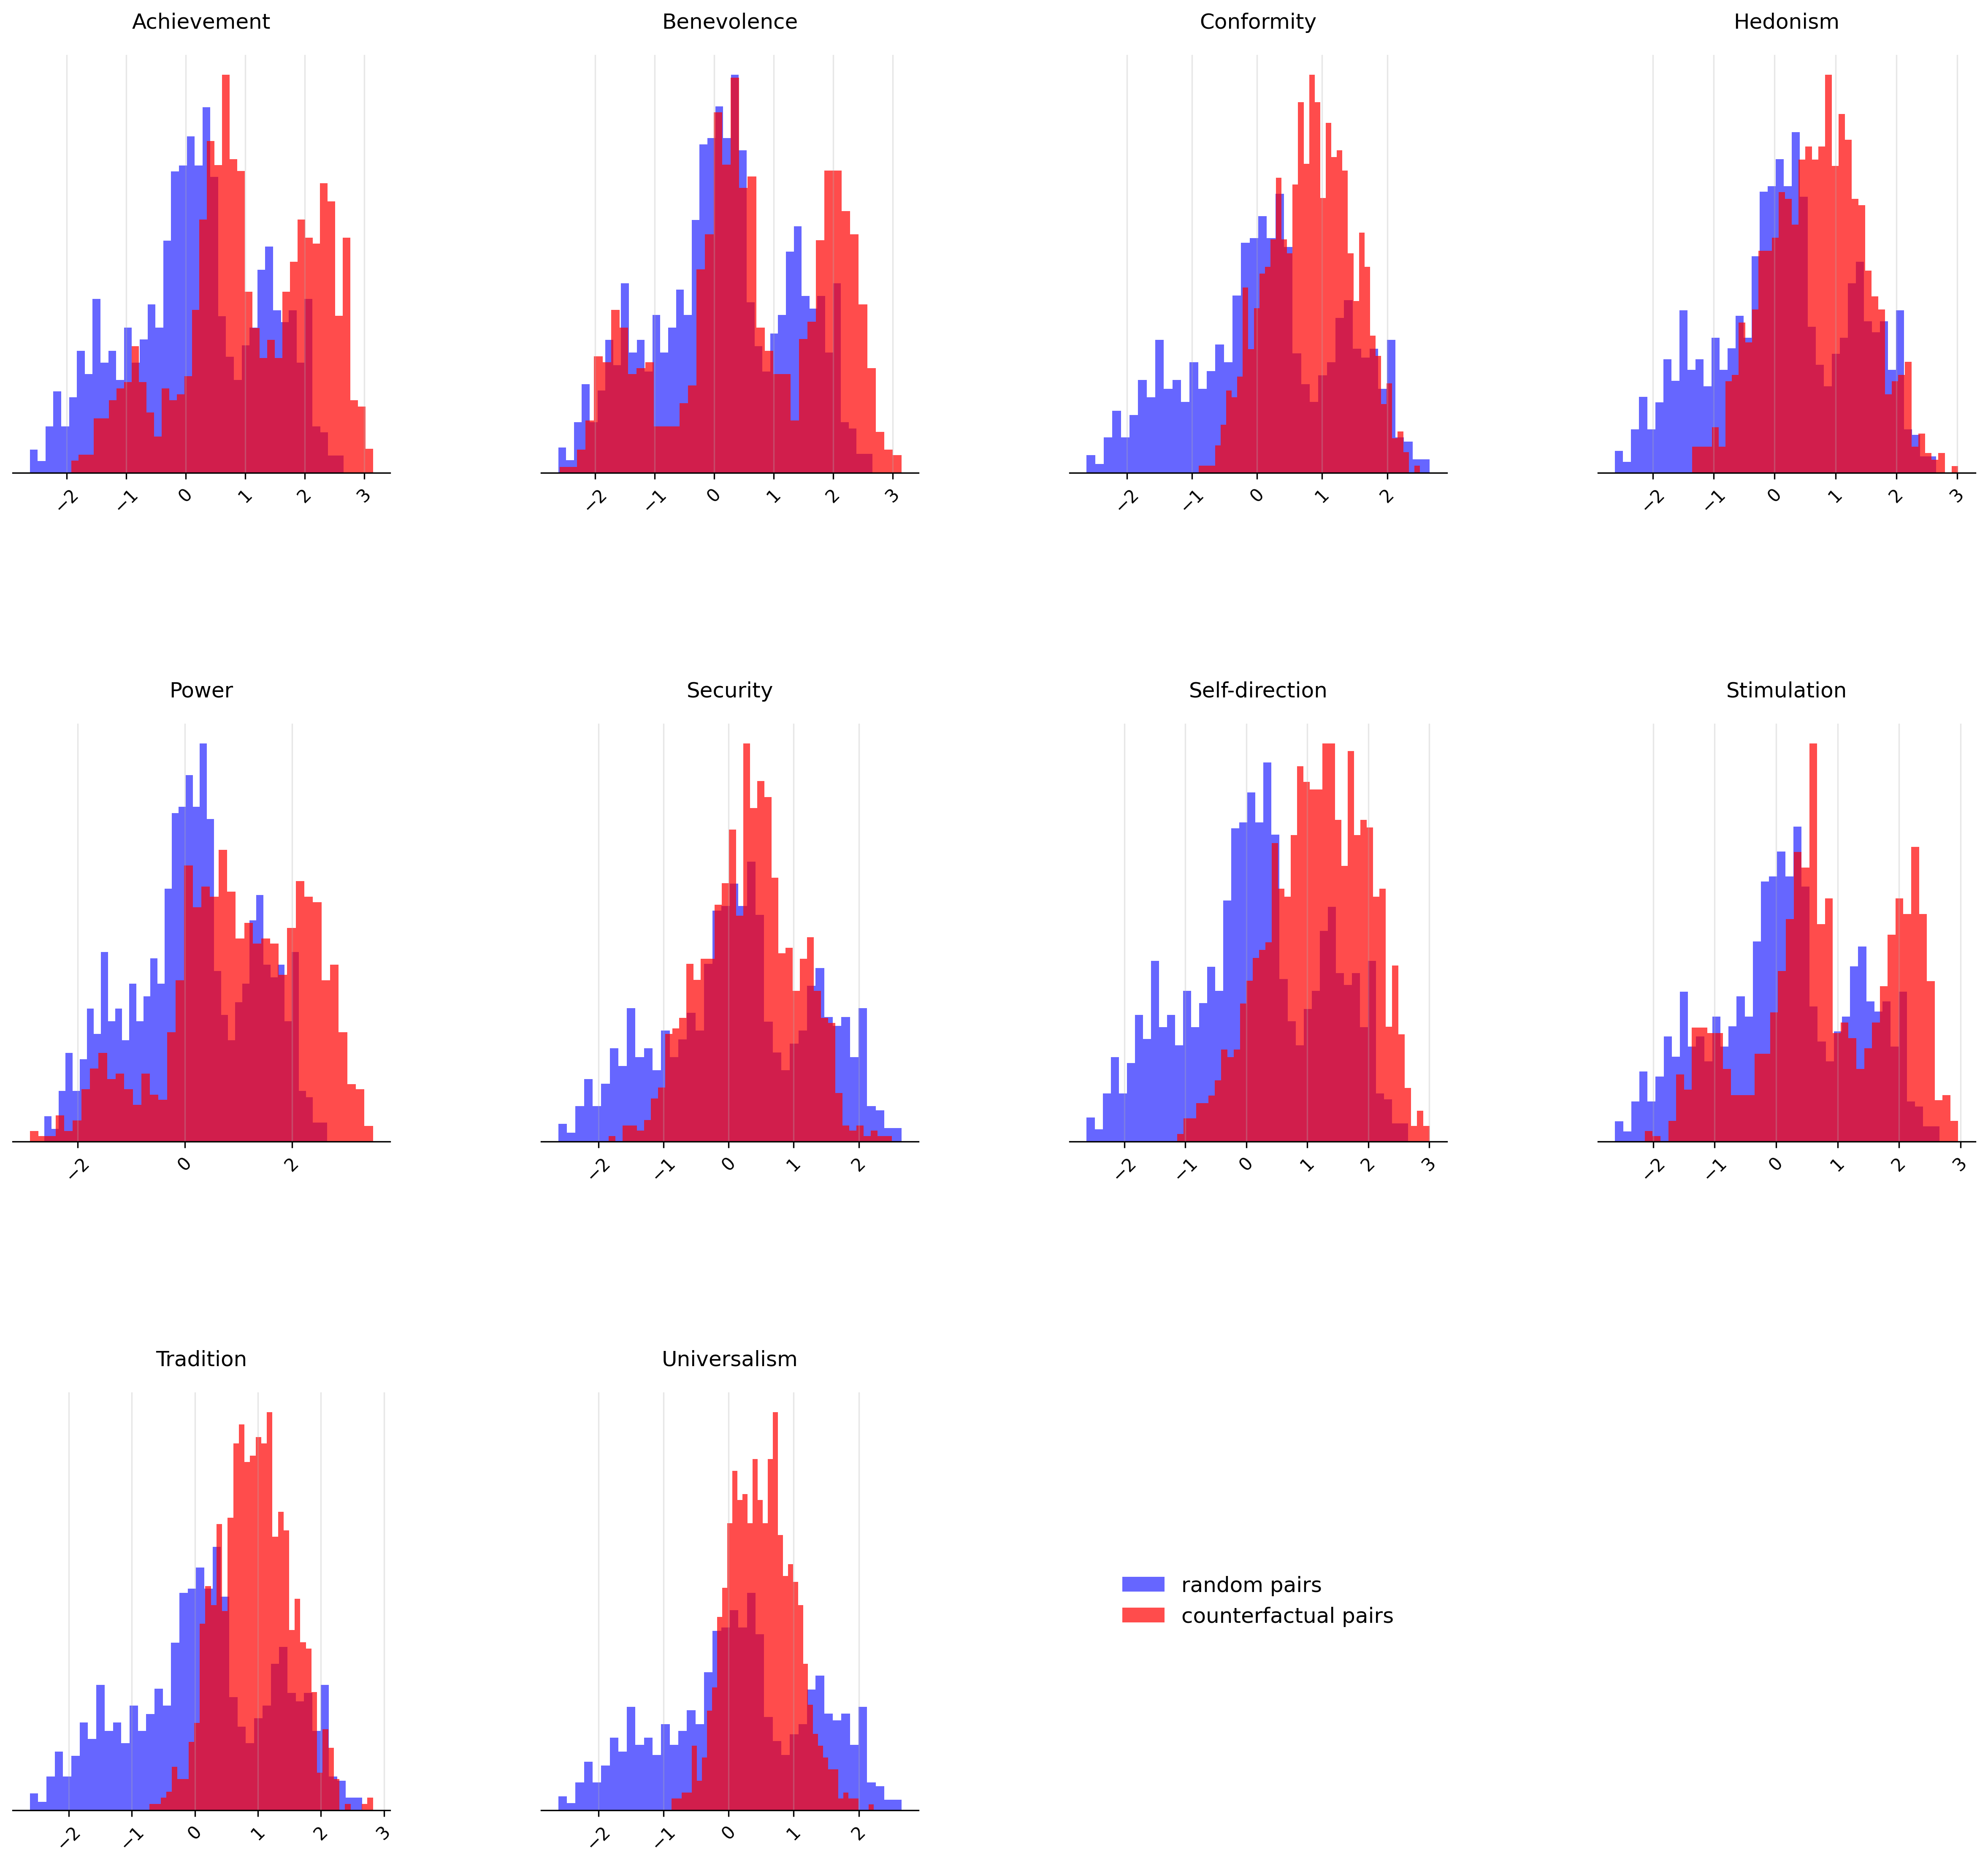 Achievement Benevolence Conformity Hedonism
−2 −1 0 1 2 3 −2 −1 0 1 2 3 −2 −1 0 1 2 −2 −1 0 1 2 3
Power Security Self-direction Stimulation
−2 0 2 −2 −1 0 1 2 −2 −1 0 1 2 3 −2 −1 0 1 2 3
Tradition Universalism
random pairs
counterfactual pairs
−2 −1 0 1 2 3 −2 −1 0 1 2